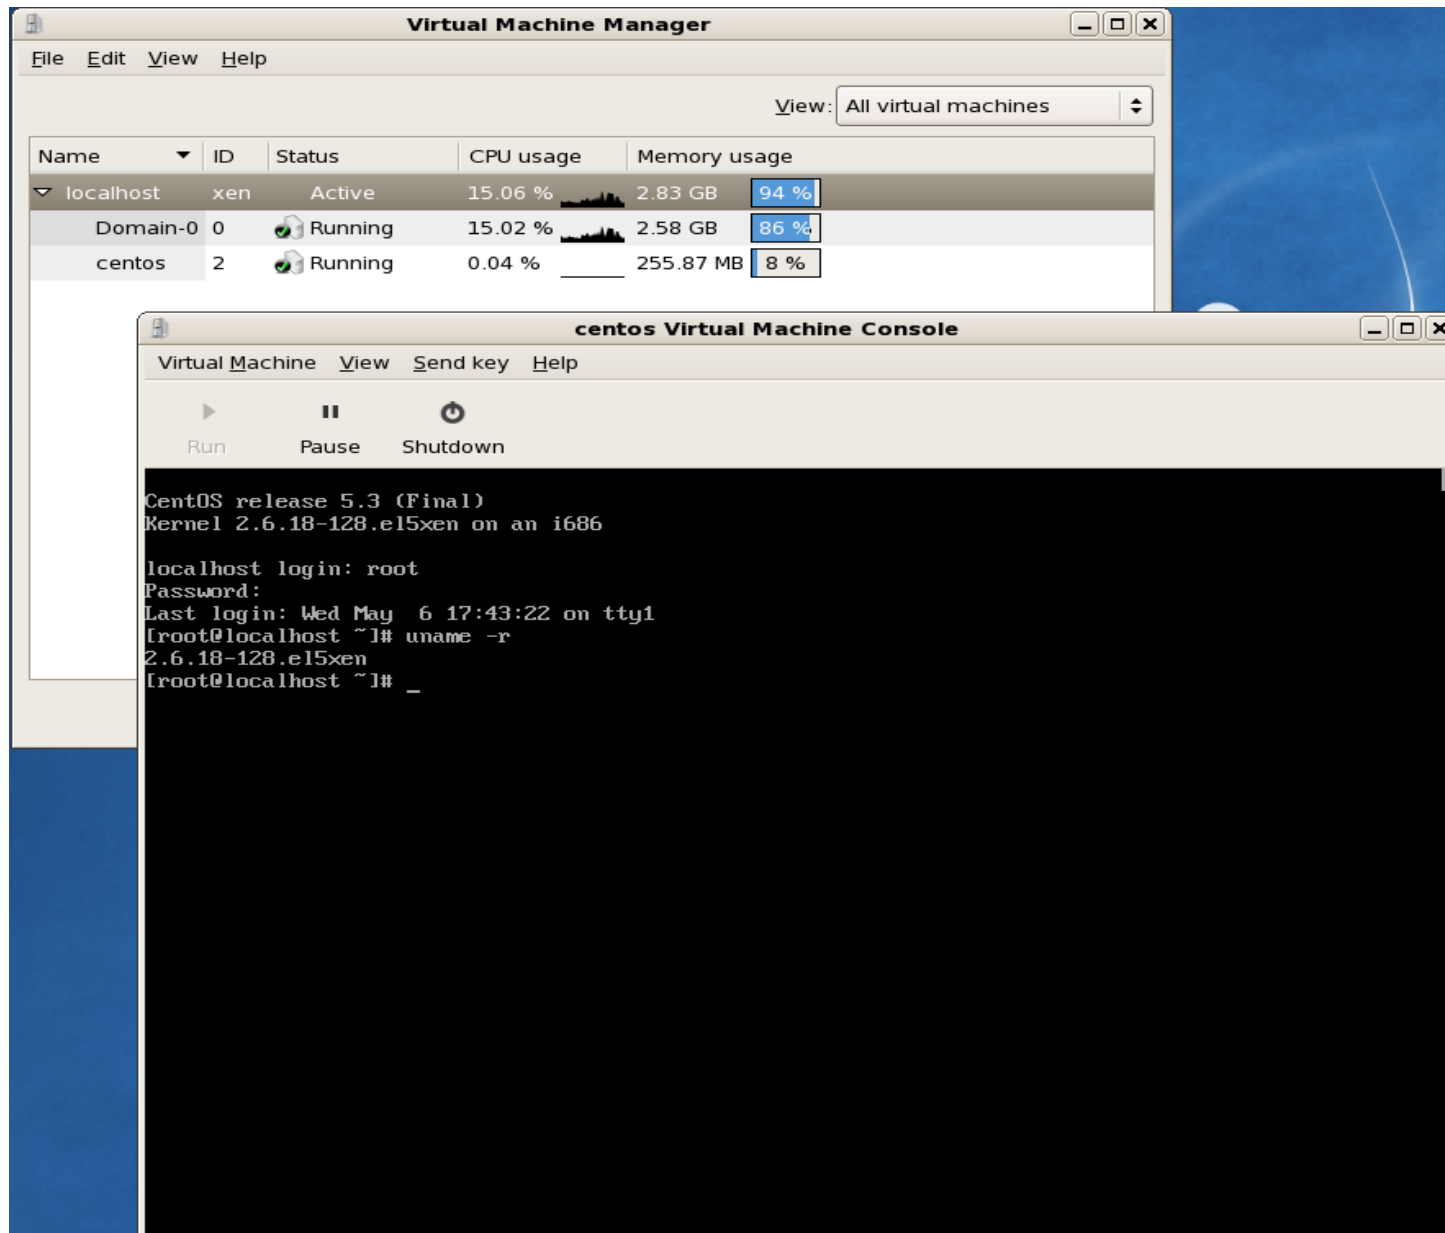 Virtual Machine Manager
File Edit View Help
View: All virtual machines
Name ID Status CPU usage Memory usage
localhost xen Active 15.06 % 2.83 GB 94 %
Domain-0 0 Running 15.02 % 2.58 GB 86 %
centos 2 Running 0.04 % 255.87 MB 8 %
centos Virtual Machine Console
Virtual Machine View Send key Help
Run Pause Shutdown
CentOS release 5.3 (Final)
Kernel 2.6.18-128.el5xen on an i686
localhost login: root
Password:
Last login: Wed May  6 17:43:22 on tty1
[root@localhost ~]# uname -r
2.6.18-128.el5xen
[root@localhost ~]# _